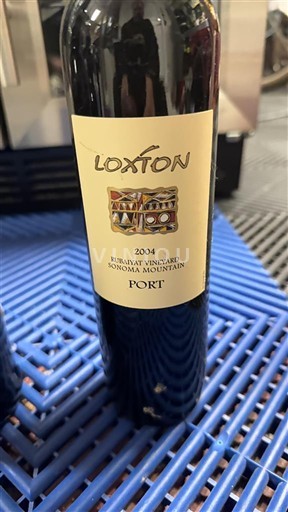 LOXTON
2004
RUBAIYAT VINEYARD
SONOMA MOUNTAIN
PORT